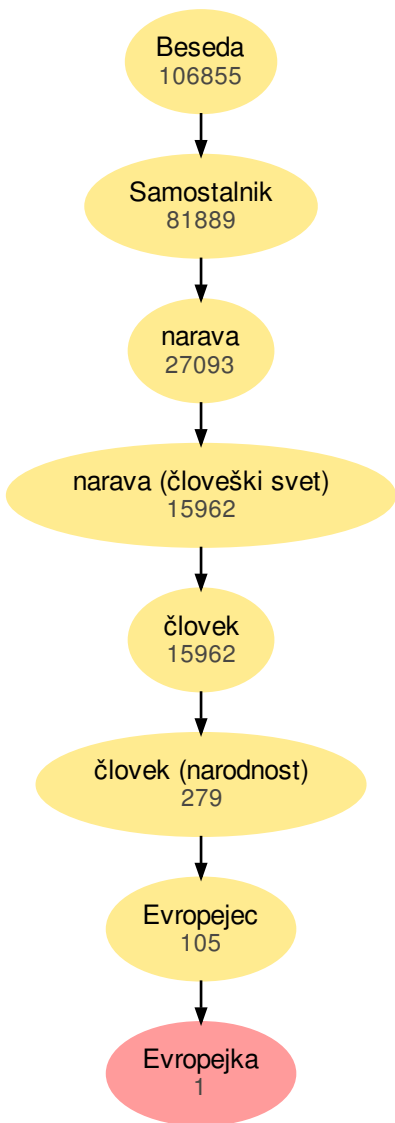 Beseda
106855
Samostalnik
81889
narava
27093
narava (človeški svet)
15962
človek
15962
človek (narodnost)
279
Evropejec
105
Evropejka
1